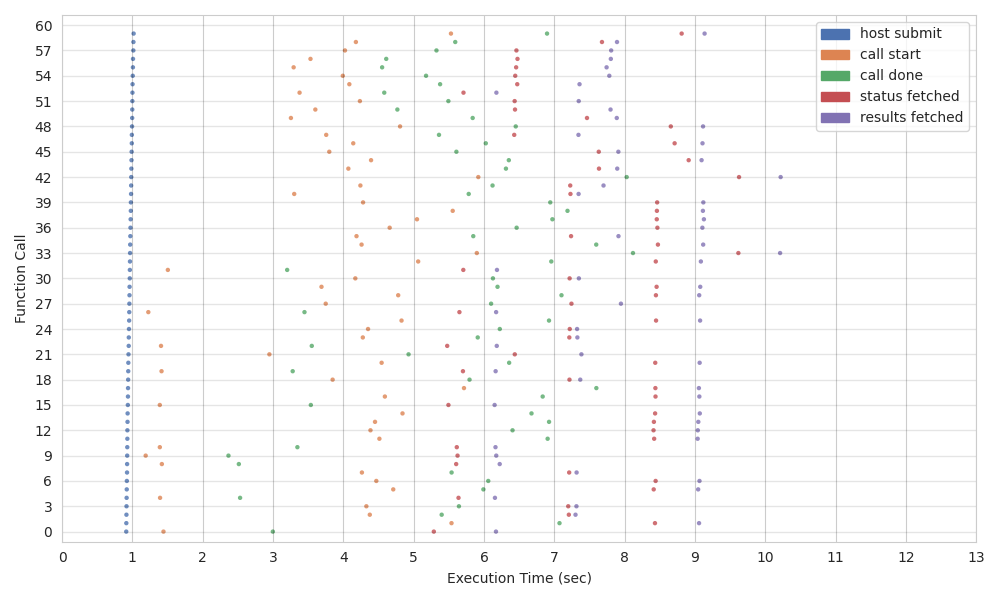 60
57
54
51
48
45
42
39
36
33
30
27
24
21
18
15
12
9
6
3
0
Function Call
host submit
call start
call done
status fetched
results fetched
0 1 2 3 4 5 6 7 8 9 10 11 12 13
Execution Time (sec)